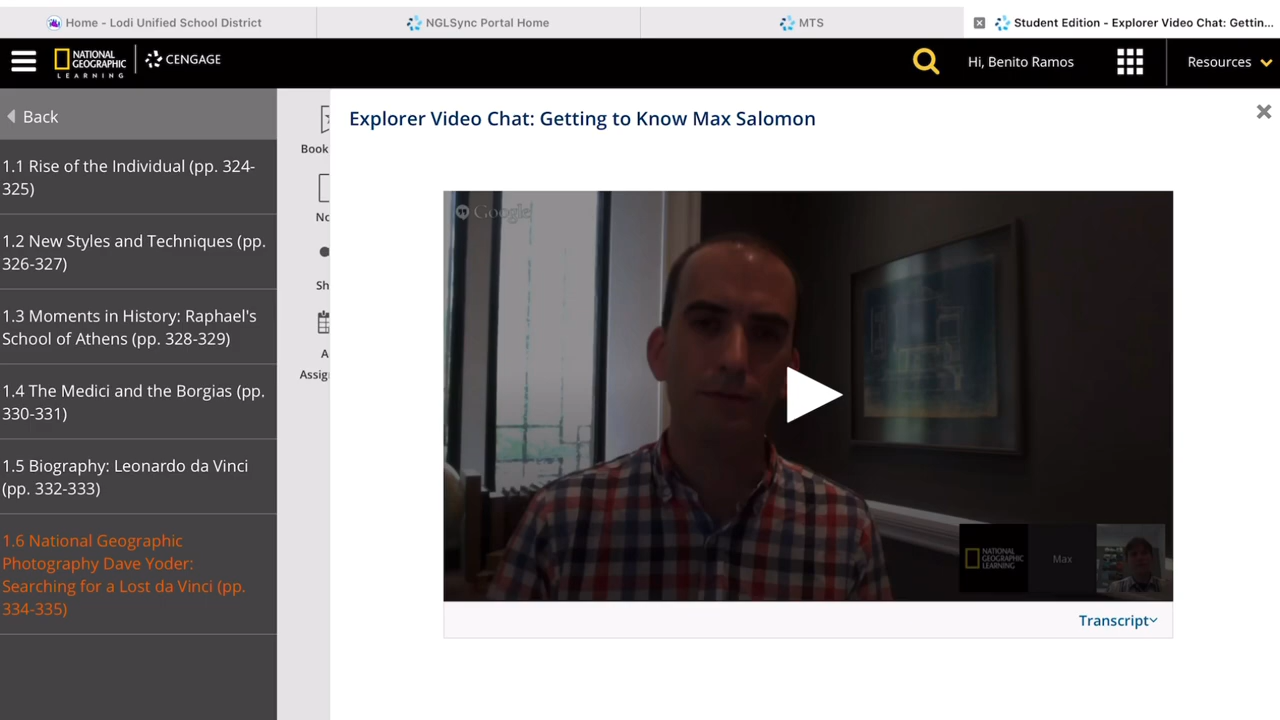 Home - Lodi Unified School District
NGLSync Portal Home
MTS
Student Edition - Explorer Video Chat: Gettin...
NATIONAL
GEOGRAPHIC
LEARNING
CENGAGE
Hi, Benito Ramos
Resources
Back
1.1 Rise of the Individual (pp. 324-
325)
1.2 New Styles and Techniques (pp.
326-327)
1.3 Moments in History: Raphael's
School of Athens (pp. 328-329)
1.4 The Medici and the Borgias (pp.
330-331)
1.5 Biography: Leonardo da Vinci
(pp. 332-333)
1.6 National Geographic
Photography Dave Yoder:
Searching for a Lost da Vinci (pp.
334-335)
Book
No
Sh
A
Assig
Explorer Video Chat: Getting to Know Max Salomon
Google
NATIONAL
GEOGRAPHIC
LEARNING
Max
Transcript